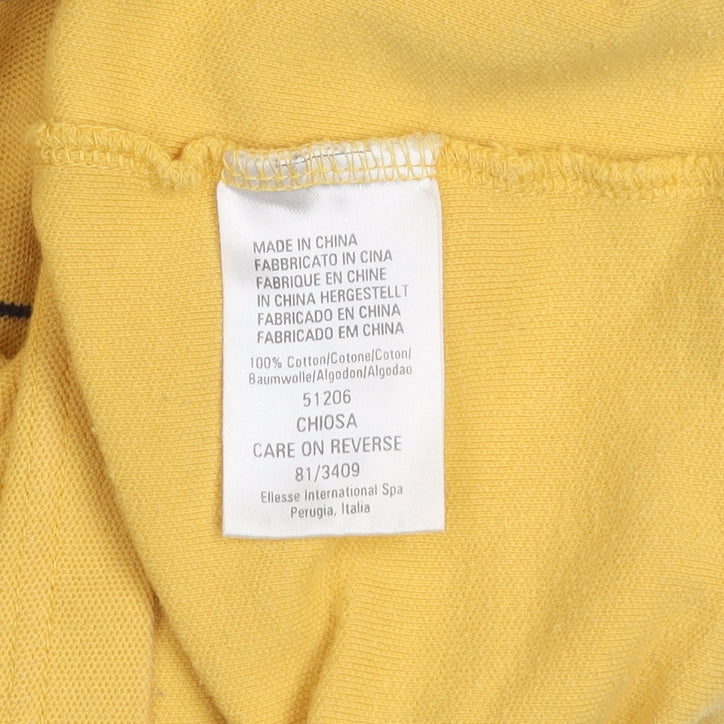 MADE IN CHINA
FABBRICATO IN CINA
FABRIQUE EN CHINE
IN CHINA HERGESTELLT
FABRICADO EN CHINA
FABRICADO EM CHINA
100% Cotton/Cotone/Coton/
Baumwolle/Algodon/Algodao
51206
CHIOSA
CARE ON REVERSE
81/3409
Ellesse International Spa
Perugia, Italia